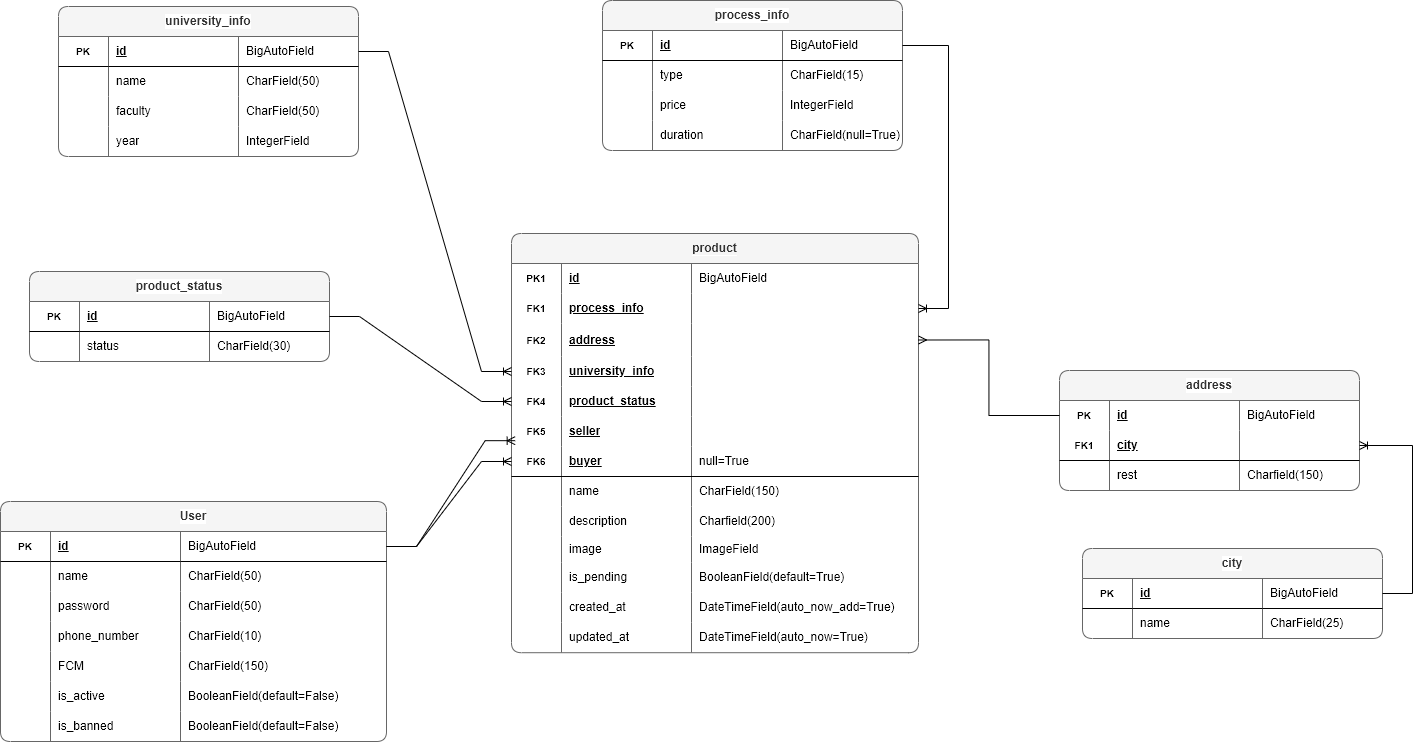 university_info
PK id BigAutoField
name CharField(50)
faculty CharField(50)
year IntegerField
process_info
PK id BigAutoField
type CharField(15)
price IntegerField
duration CharField(null=True)
product_status
PK id BigAutoField
status CharField(30)
product
PK1 id BigAutoField
FK1 process_info
FK2 address
FK3 university_info
FK4 product_status
FK5 seller
FK6 buyer null=True
name CharField(150)
description Charfield(200)
image ImageField
is_pending BooleanField(default=True)
created_at DateTimeField(auto_now_add=True)
updated_at DateTimeField(auto_now=True)
address
PK id BigAutoField
FK1 city
rest Charfield(150)
User
PK id BigAutoField
name CharField(50)
password CharField(50)
phone_number CharField(10)
FCM CharField(150)
is_active BooleanField(default=False)
is_banned BooleanField(default=False)
city
PK id BigAutoField
name CharField(25)